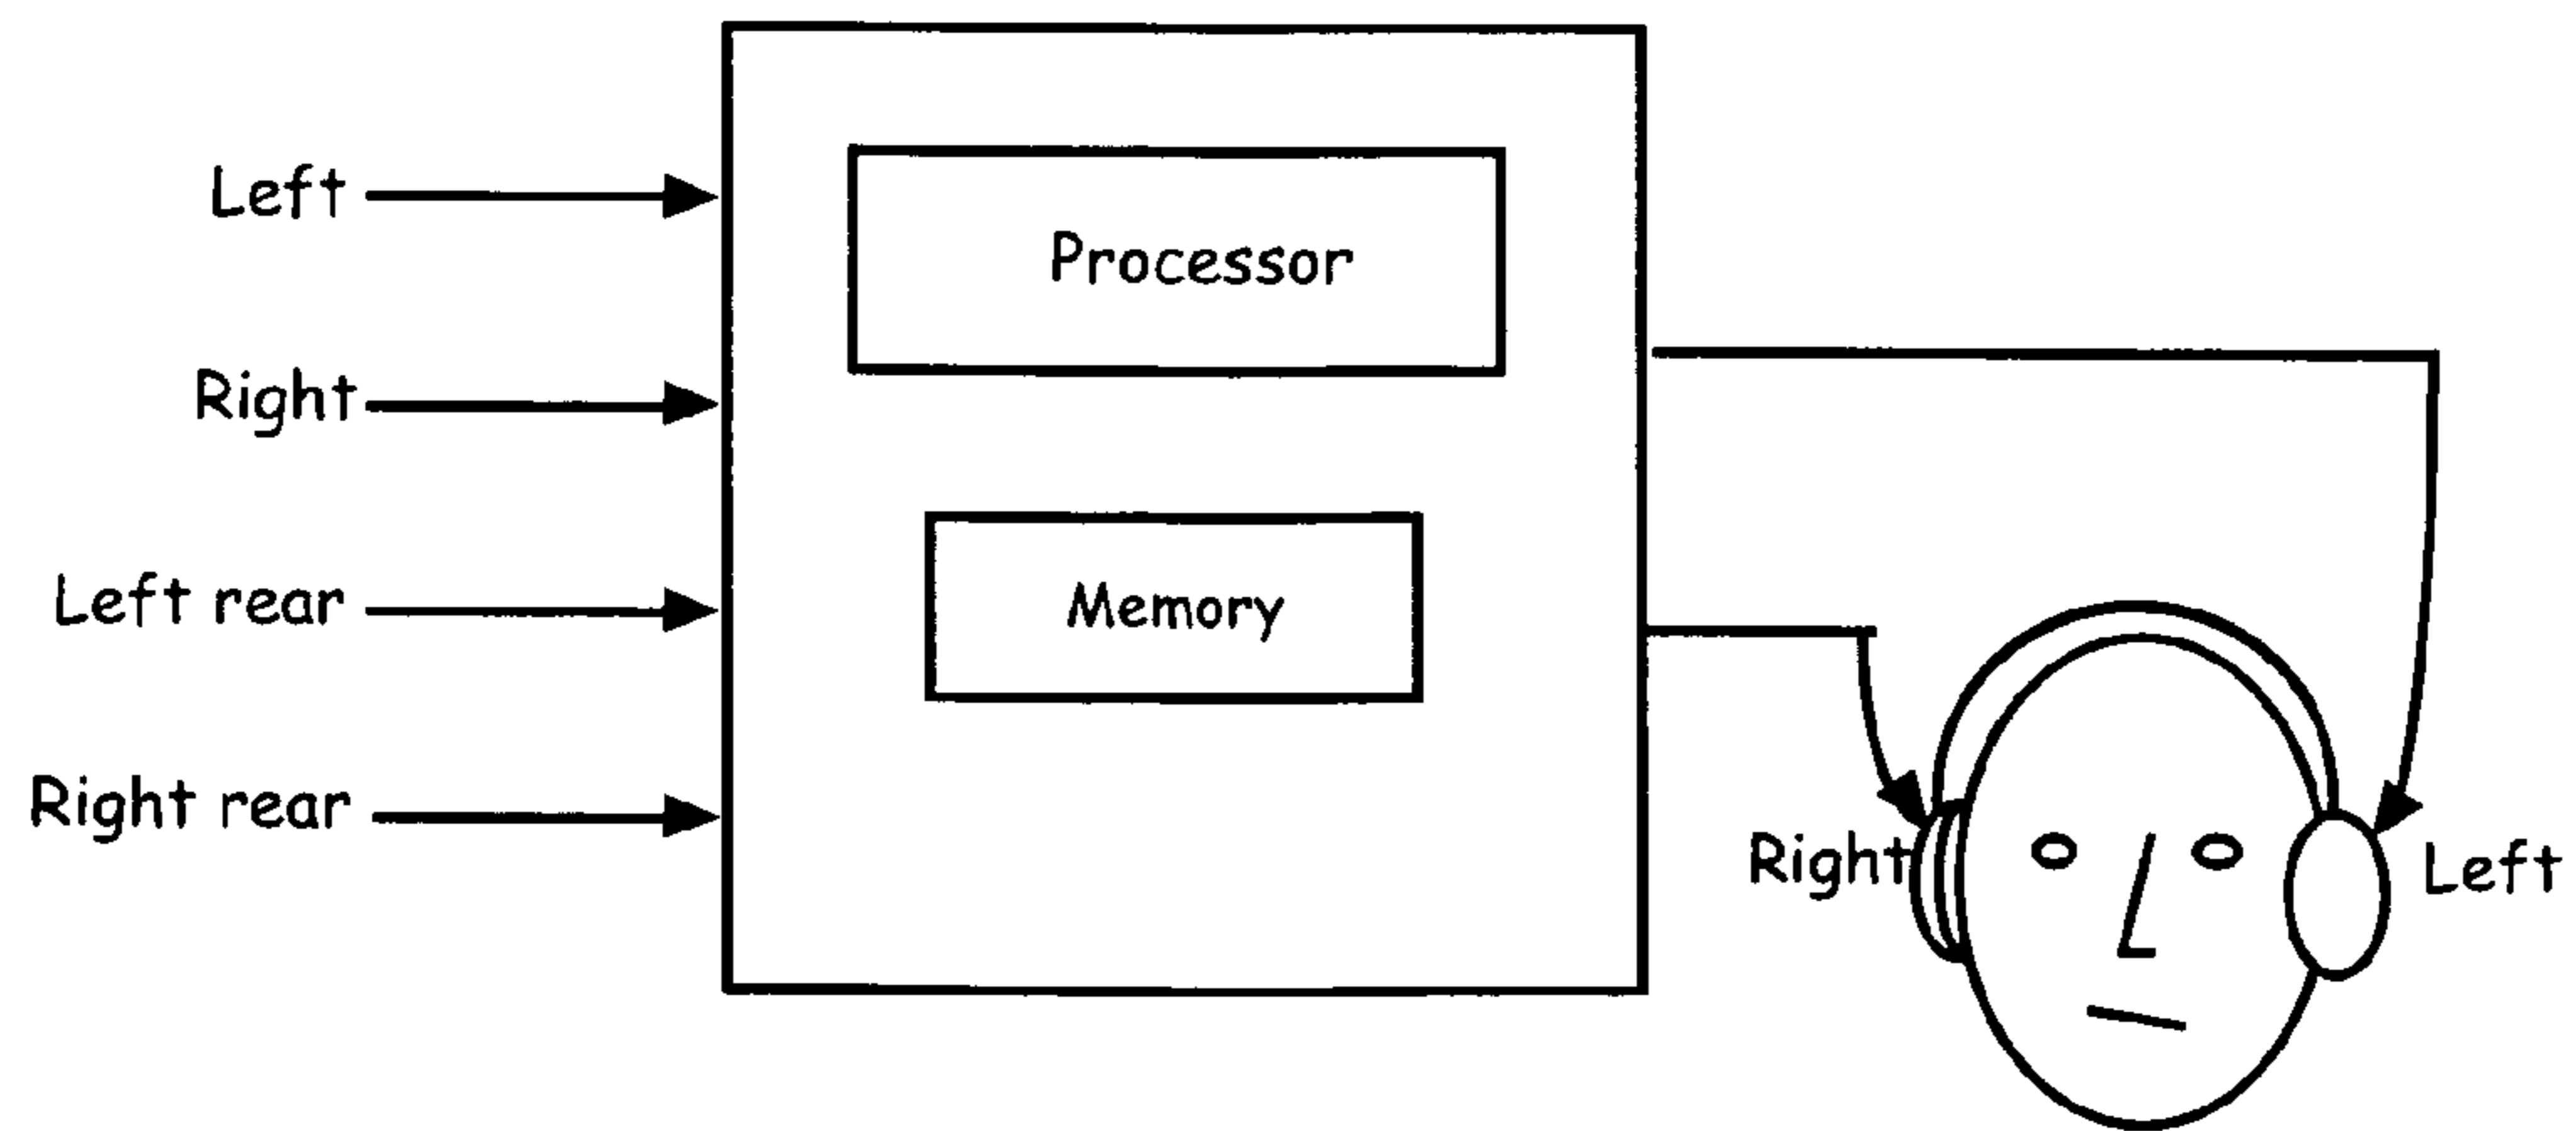 Left
Right
Left rear
Right rear
Processor
Memory
Right
Left